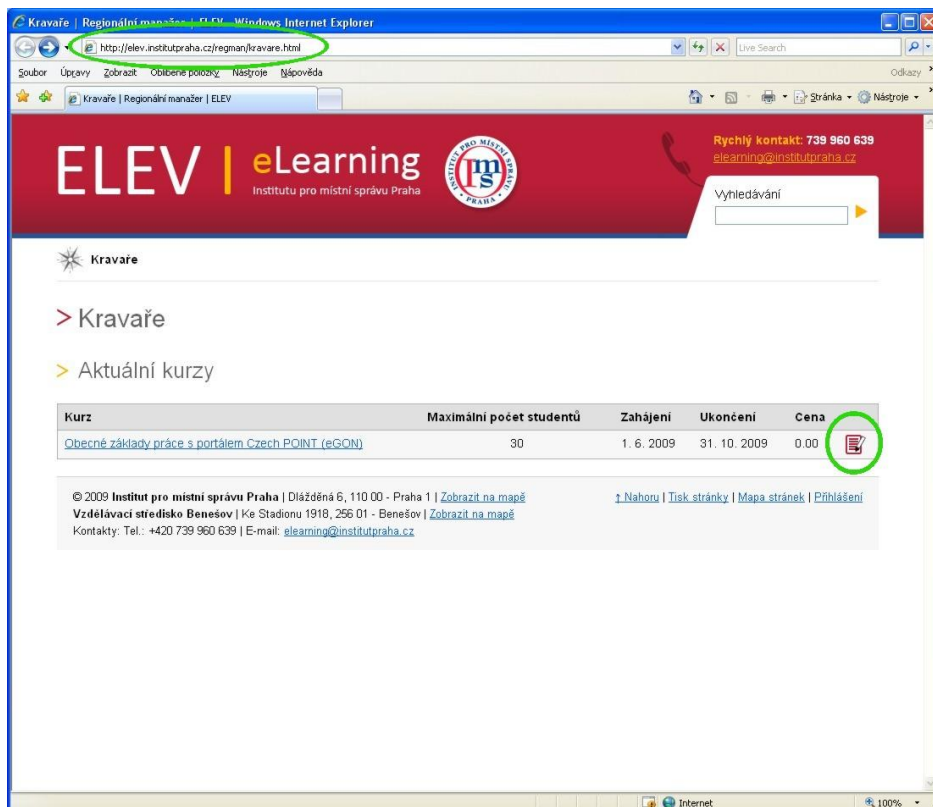 Kravaře | Regionální manažer | ELEV - Windows Internet Explorer
http://elev.institutpraha.cz/regman/kravare.html
Live Search
Soubor Úpravy Zobrazit Oblíbené položky Nástroje Nápověda
Odkazy
Kravaře | Regionální manažer | ELEV
Stránka Nástroje
ELEV | eLearning
Institutu pro místní správu Praha
INSTITUT PRO MÍSTNÍ SPRÁVU
PRAHA
Rychlý kontakt: 739 960 639
elearning@institutpraha.cz
Vyhledávání
Kravaře
> Kravaře
> Aktuální kurzy
Kurz Maximální počet studentů Zahájení Ukončení Cena
Obecné základy práce s portálem Czech POINT (eGON) 30 1. 6. 2009 31. 10. 2009 0.00
© 2009 Institut pro místní správu Praha | Dlážděná 6, 110 00 - Praha 1 | Zobrazit na mapě
↑ Nahoru | Tisk stránky | Mapa stránek | Přihlášení
Vzdělávací středisko Benešov | Ke Stadionu 1918, 256 01 - Benešov | Zobrazit na mapě
Kontakty: Tel.: +420 739 960 639 | E-mail: elearning@institutpraha.cz
Internet
100%